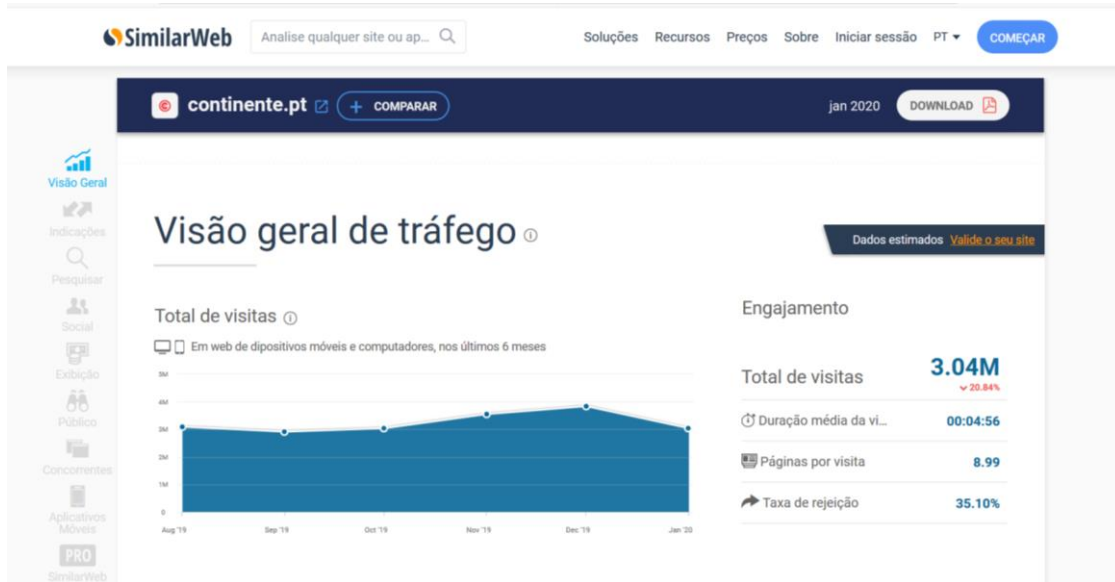 SimilarWeb
Analise qualquer site ou ap...
Soluções Recursos Preços Sobre Iniciar sessão PT COMEÇAR
continente.pt + COMPARAR
jan 2020 DOWNLOAD
Visão Geral
Indicações
Pesquisar
Social
Exibição
Público
Concorrentes
Aplicativos
Móveis
PRO
SimilarWeb
Visão geral de tráfego
Dados estimados Valide o seu site
Total de visitas
Em web de dipositivos móveis e computadores, nos últimos 6 meses
5M
4M
3M
2M
1M
0
Aug '19 Sep '19 Oct '19 Nov '19 Dec '19 Jan '20
Engajamento
Total de visitas 3.04M
20.84%
Duração média da vi... 00:04:56
Páginas por visita 8.99
Taxa de rejeição 35.10%